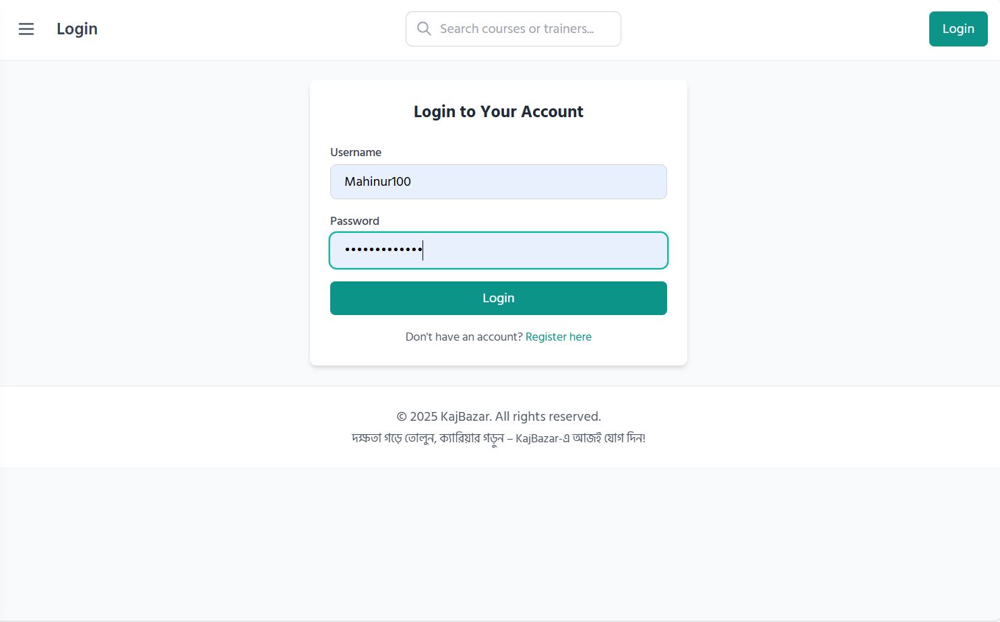 Login
Search courses or trainers...
Login
Login to Your Account
Username
Mahinur100
Password
•••••••••••••
Login
Don't have an account? Register here
© 2025 KajBazar. All rights reserved.
দক্ষতা গড়ে তোলুন, ক্যারিয়ার গড়ুন – KajBazar-এ আজই যোগ দিন!